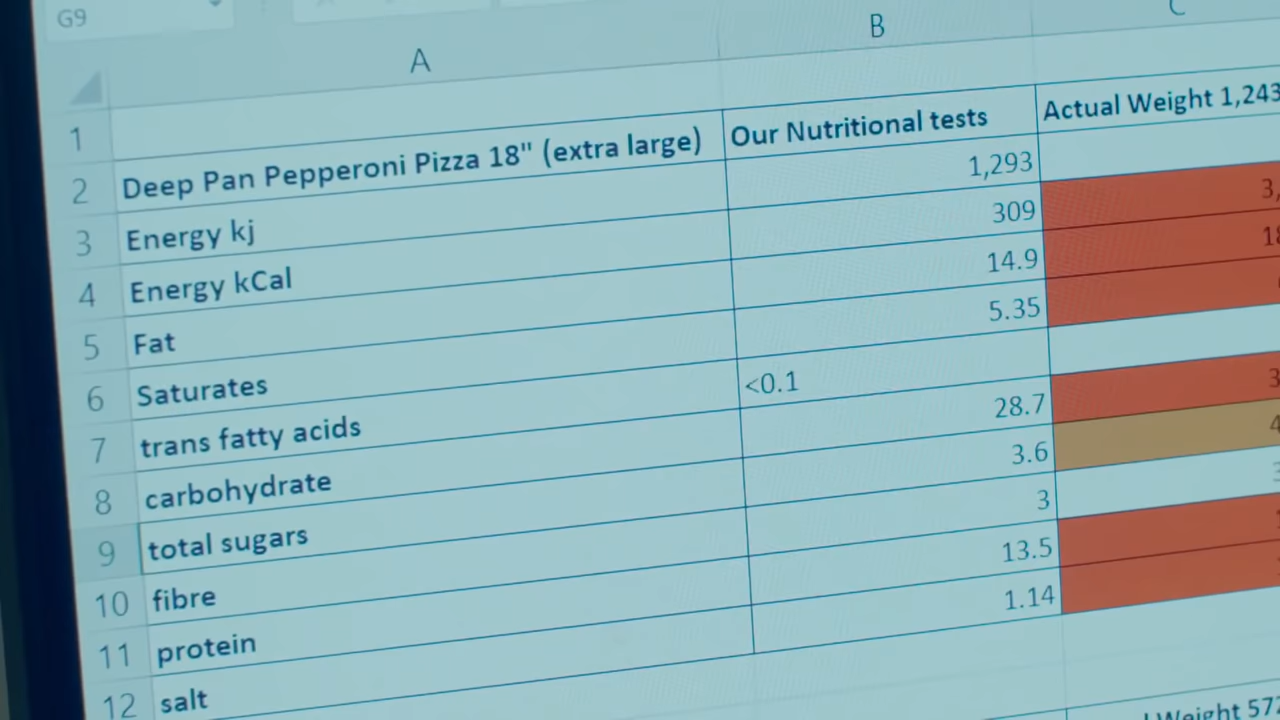 G9
A B C
1
2 Deep Pan Pepperoni Pizza 18" (extra large) Our Nutritional tests Actual Weight 1,243
3 Energy kj 1,293
4 Energy kCal 309
5 Fat 14.9
6 Saturates 5.35
7 trans fatty acids <0.1
8 carbohydrate 28.7
9 total sugars 3.6
10 fibre 3
11 protein 13.5
12 salt 1.14
Weight